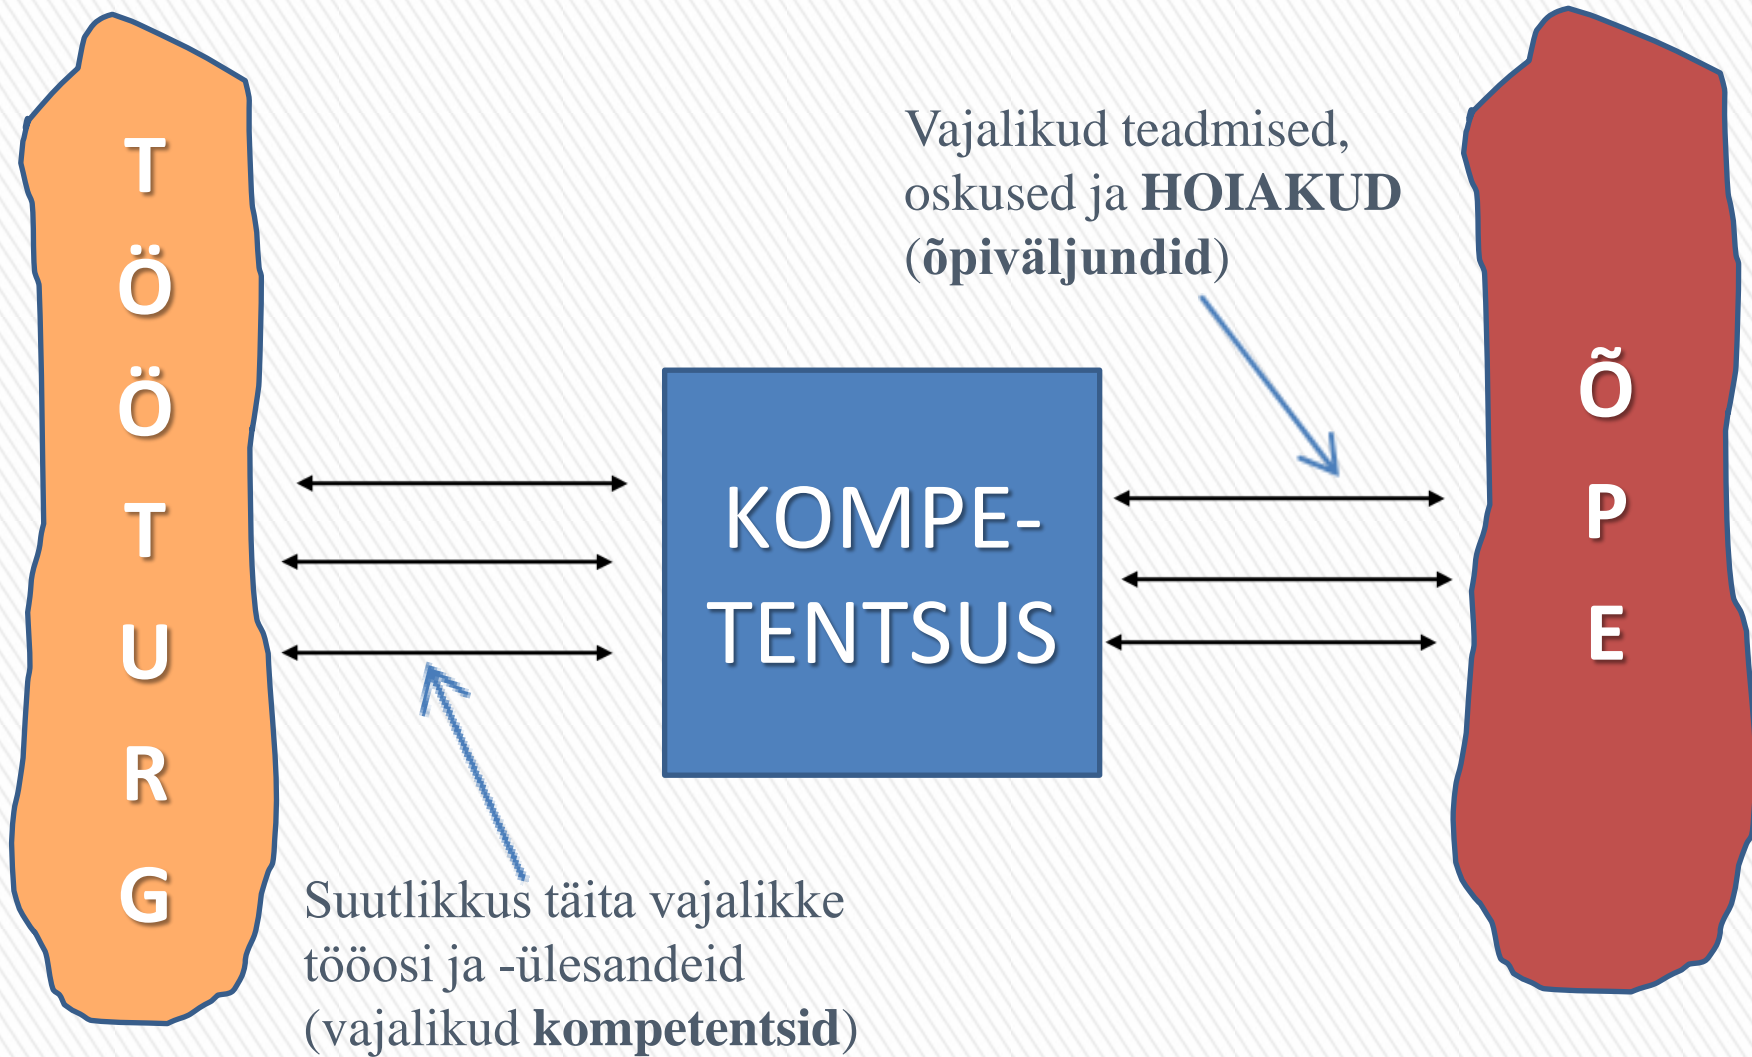 T
Ö
Ö
T
U
R
G
Vajalikud teadmised,
oskused ja HOIAKUD
(õpiväljundid)
KOMPE-
TENTSUS
Õ
P
E
Suutlikkus täita vajalikke
tööosi ja -ülesandeid
(vajalikud kompetentsid)